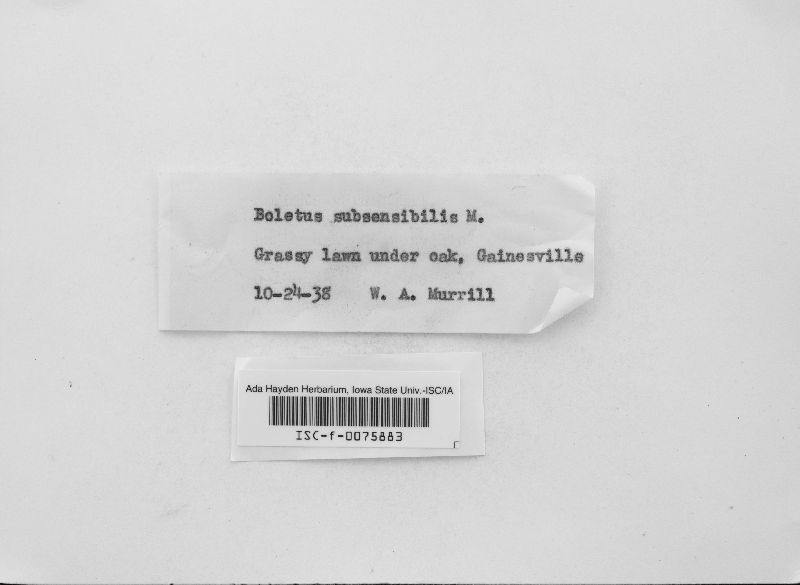 Boletus subsensibilis M.
Grassy lawn under oak, Gainesville
10-24-38 W. A. Murrill
Ada Hayden Herbarium, Iowa State Univ.-ISC/IA
ISC-f-0075883